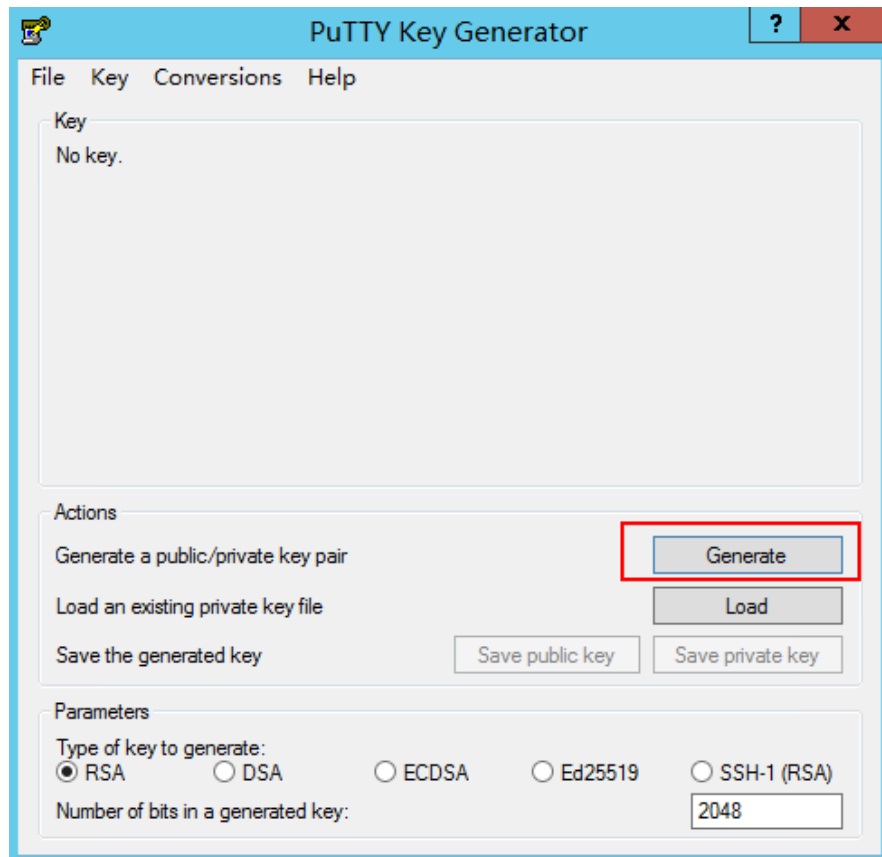 PuTTY Key Generator
? x
File Key Conversions Help
Key
No key.
Actions
Generate a public/private key pair Generate
Load an existing private key file Load
Save the generated key Save public key Save private key
Parameters
Type of key to generate:
RSA DSA ECDSA Ed25519 SSH-1 (RSA)
Number of bits in a generated key: 2048